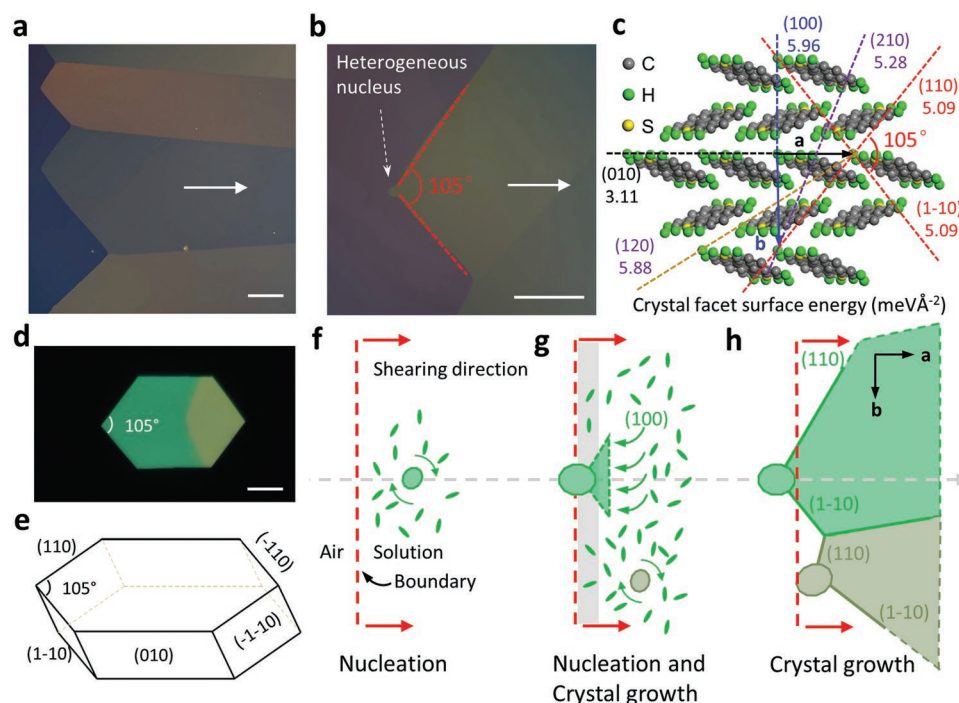 a
b
Heterogeneous
nucleus
105°
c
C
H
S
(100)
5.96
(210)
5.28
(110)
5.09
105°
a
(010)
3.11
(1-10)
5.09
b
(120)
5.88
Crystal facet surface energy (meVÅ⁻²)
d
105°
e
(110)
(-110)
105°
(1-10)
(010)
(-1-10)
f
Shearing direction
Air
Solution
Boundary
Nucleation
g
(100)
Nucleation and
Crystal growth
h
(110)
a
b
(1-10)
(110)
(1-10)
Crystal growth